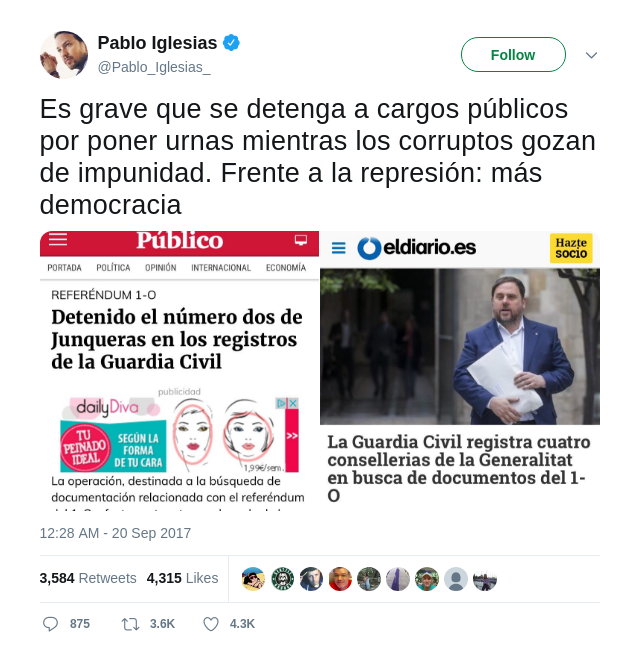 Pablo Iglesias
@Pablo_Iglesias_
Follow
Es grave que se detenga a cargos públicos
por poner urnas mientras los corruptos gozan
de impunidad. Frente a la represión: más
democracia
Público
PORTADA POLÍTICA OPINIÓN INTERNACIONAL ECONOMÍA
REFERÉNDUM 1-O
Detenido el número dos de
Junqueras en los registros
de la Guardia Civil
publicidad
dailyDiva
TU
PEINADO
IDEAL
SEGÚN LA
FORMA
DE TU CARA
1,99€/sem.
La operación, destinada a la búsqueda de
documentación relacionada con el referéndum
eldiario.es
Hazte
socio
La Guardia Civil registra cuatro
consellerias de la Generalitat
en busca de documentos del 1-
O
12:28 AM - 20 Sep 2017
3,584 Retweets 4,315 Likes
875 3.6K 4.3K